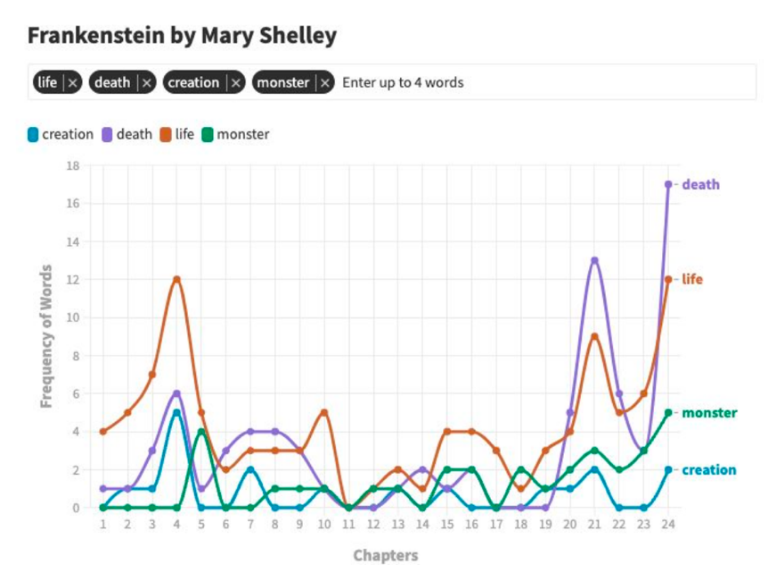 Frankenstein by Mary Shelley
life × death × creation × monster × Enter up to 4 words
creation death life monster
18
16
14
12
10
8
6
4
2
0
Frequency of Words
death
life
monster
creation
1 2 3 4 5 6 7 8 9 10 11 12 13 14 15 16 17 18 19 20 21 22 23 24
Chapters